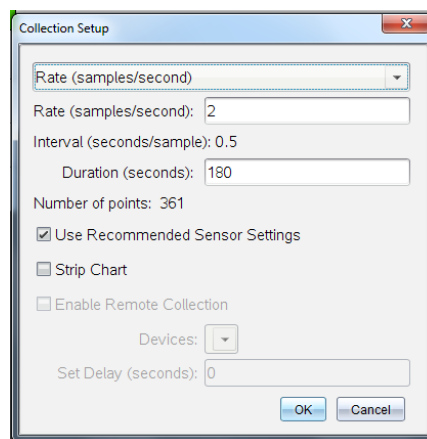 Collection Setup
Rate (samples/second)
Rate (samples/second): 2
Interval (seconds/sample): 0.5
Duration (seconds): 180
Number of points: 361
Use Recommended Sensor Settings
Strip Chart
Enable Remote Collection
Devices:
Set Delay (seconds): 0
OK Cancel